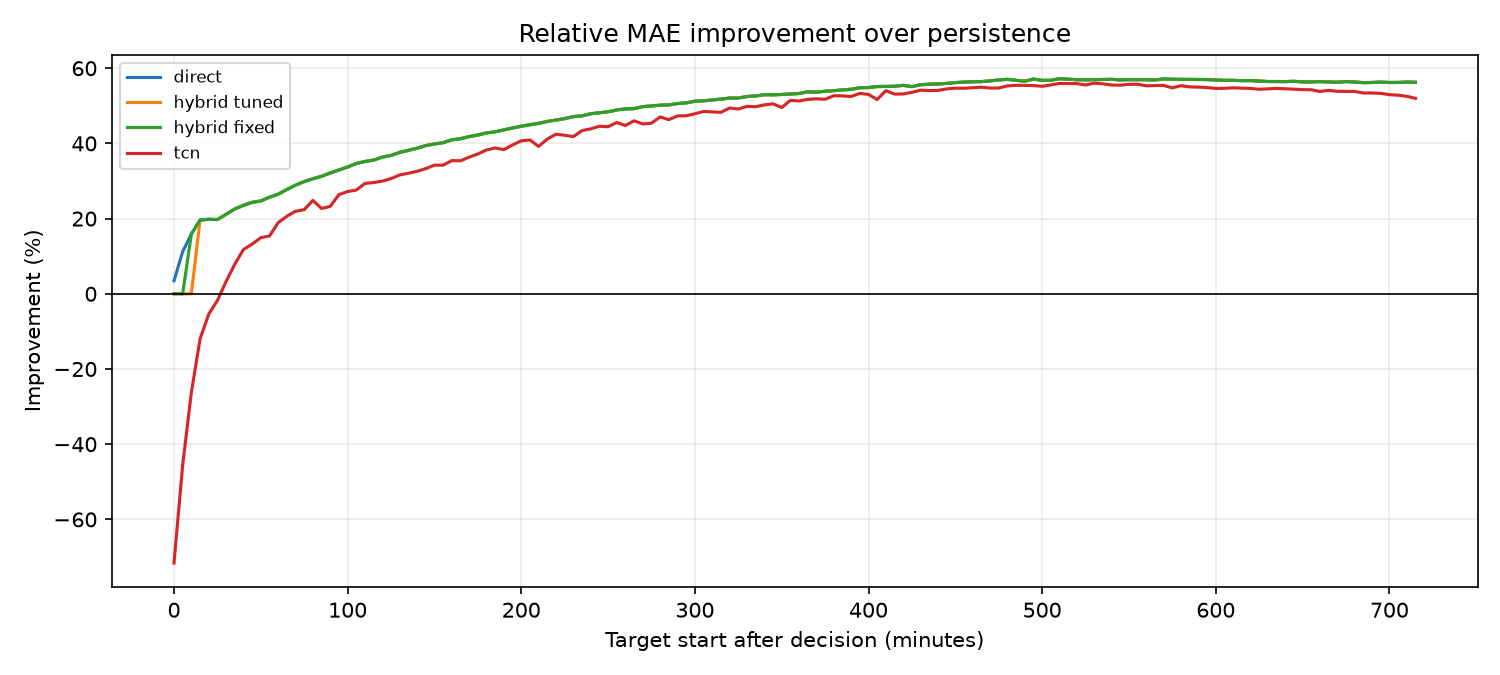 Relative MAE improvement over persistence
direct
hybrid tuned
hybrid fixed
tcn
Improvement (%)
60
40
20
0
−20
−40
−60
0 100 200 300 400 500 600 700
Target start after decision (minutes)